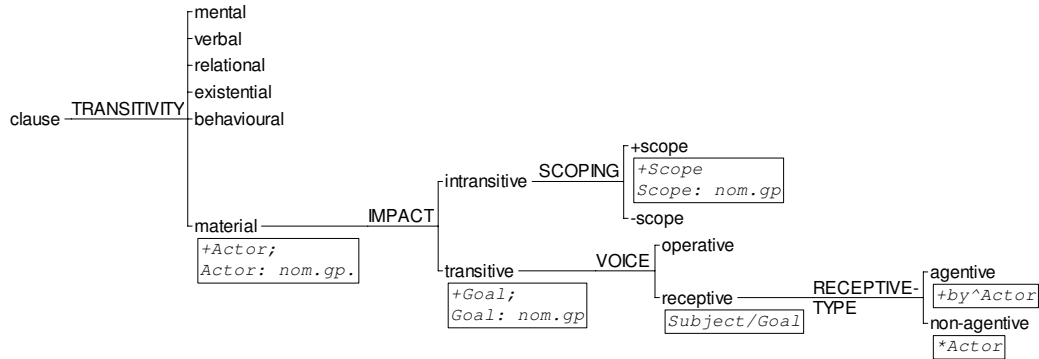 mental
verbal
relational
existential
clause TRANSITIVITY behavioural
+scope
+Scope
Scope: nom.gp
intransitive SCOPING
-scope
material IMPACT
+Actor;
Actor: nom.gp.
operative
transitive VOICE
+Goal;
Goal: nom.gp
receptive RECEPTIVE-
TYPE
Subject/Goal
agentive
+by^Actor
non-agentive
*Actor